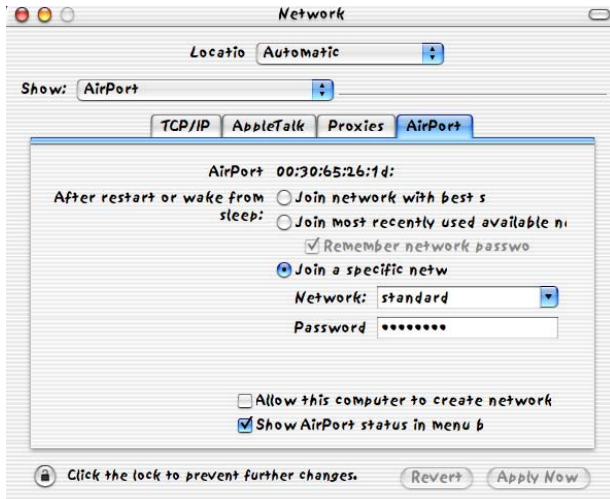 Network
Locatio Automatic
Show: AirPort
TCP/IP AppleTalk Proxies AirPort
AirPort 00:30:65:26:1d:
After restart or wake from Join network with best s
sleep: Join most recently used available ne
Remember network passwo
Join a specific netw
Network: standard
Password ••••••••
Allow this computer to create network
Show AirPort status in menu b
Click the lock to prevent further changes. Revert Apply Now